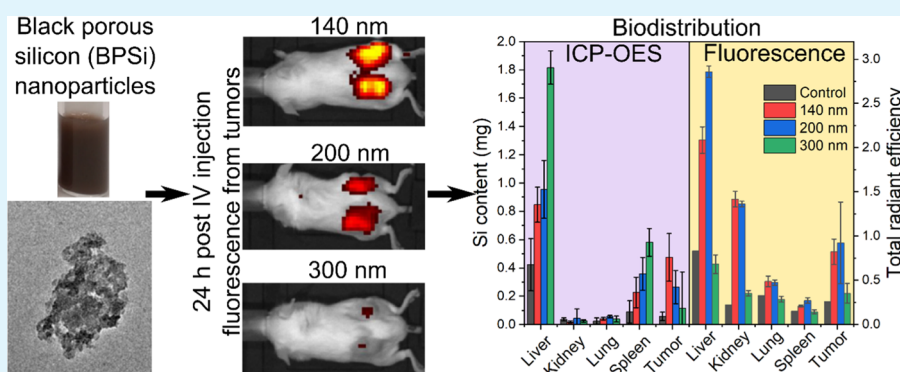 Black porous
silicon (BPSi)
nanoparticles
24 h post IV injection
fluorescence from tumors
140 nm
200 nm
300 nm
Biodistribution
ICP-OES
Fluorescence
Control
140 nm
200 nm
300 nm
Si content (mg)
2.0
1.8
1.6
1.4
1.2
1.0
0.8
0.6
0.4
0.2
0.0
Total radiant efficiency
3.0
2.5
2.0
1.5
1.0
0.5
0.0
Liver
Kidney
Lung
Spleen
Tumor
Liver
Kidney
Lung
Spleen
Tumor